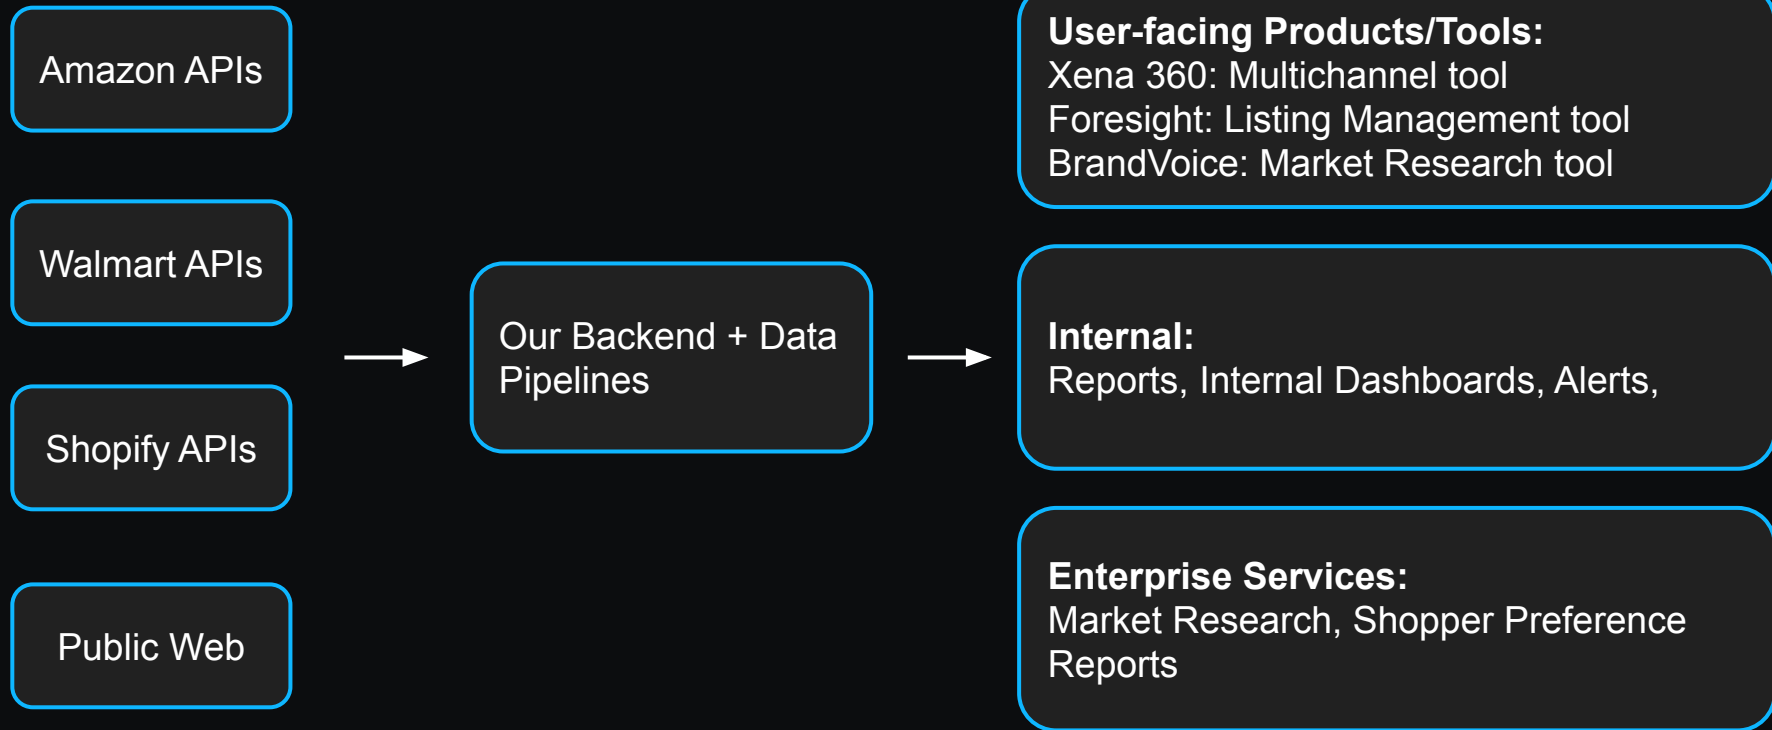 Amazon APIs
Walmart APIs
Shopify APIs
Public Web
Our Backend + Data
Pipelines
User-facing Products/Tools:
Xena 360: Multichannel tool
Foresight: Listing Management tool
BrandVoice: Market Research tool
Internal:
Reports, Internal Dashboards, Alerts,
Enterprise Services:
Market Research, Shopper Preference
Reports